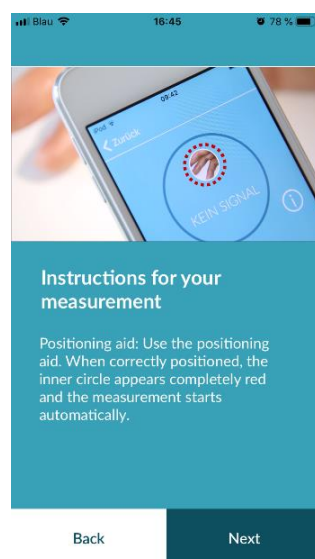 Blau 16:45 78 %
iPod 09:42
Zurück
KEIN SIGNAL
Instructions for your
measurement
Positioning aid: Use the positioning
aid. When correctly positioned, the
inner circle appears completely red
and the measurement starts
automatically.
Back Next